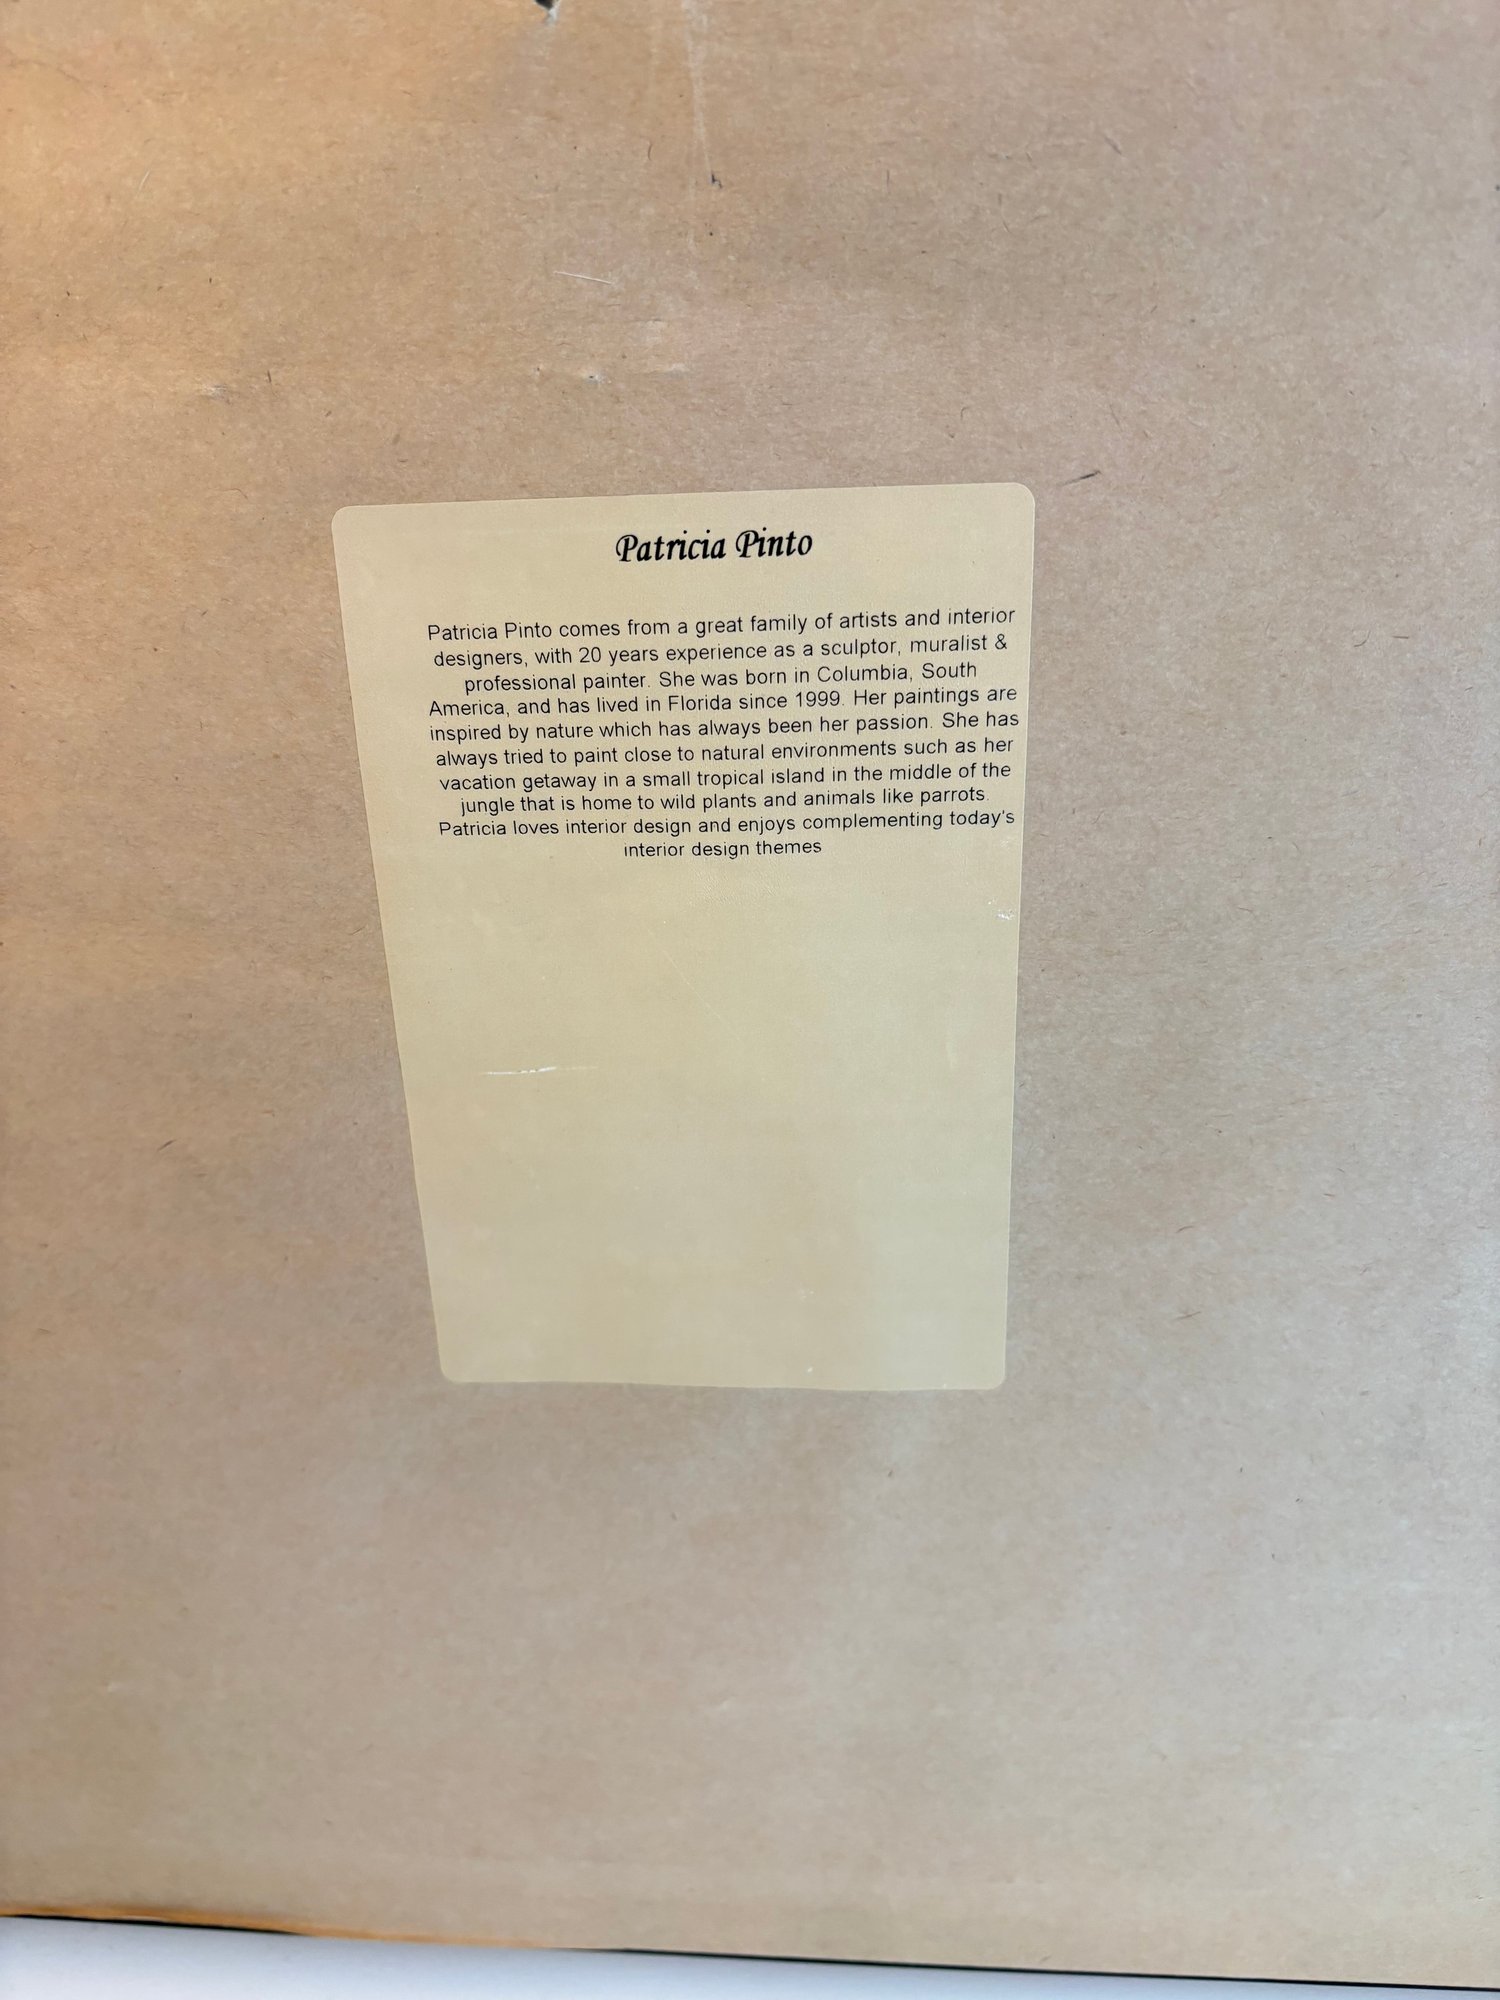 Patricia Pinto
Patricia Pinto comes from a great family of artists and interior
designers, with 20 years experience as a sculptor, muralist &
professional painter. She was born in Columbia, South
America, and has lived in Florida since 1999. Her paintings are
inspired by nature which has always been her passion. She has
always tried to paint close to natural environments such as her
vacation getaway in a small tropical island in the middle of the
jungle that is home to wild plants and animals like parrots.
Patricia loves interior design and enjoys complementing today's
interior design themes